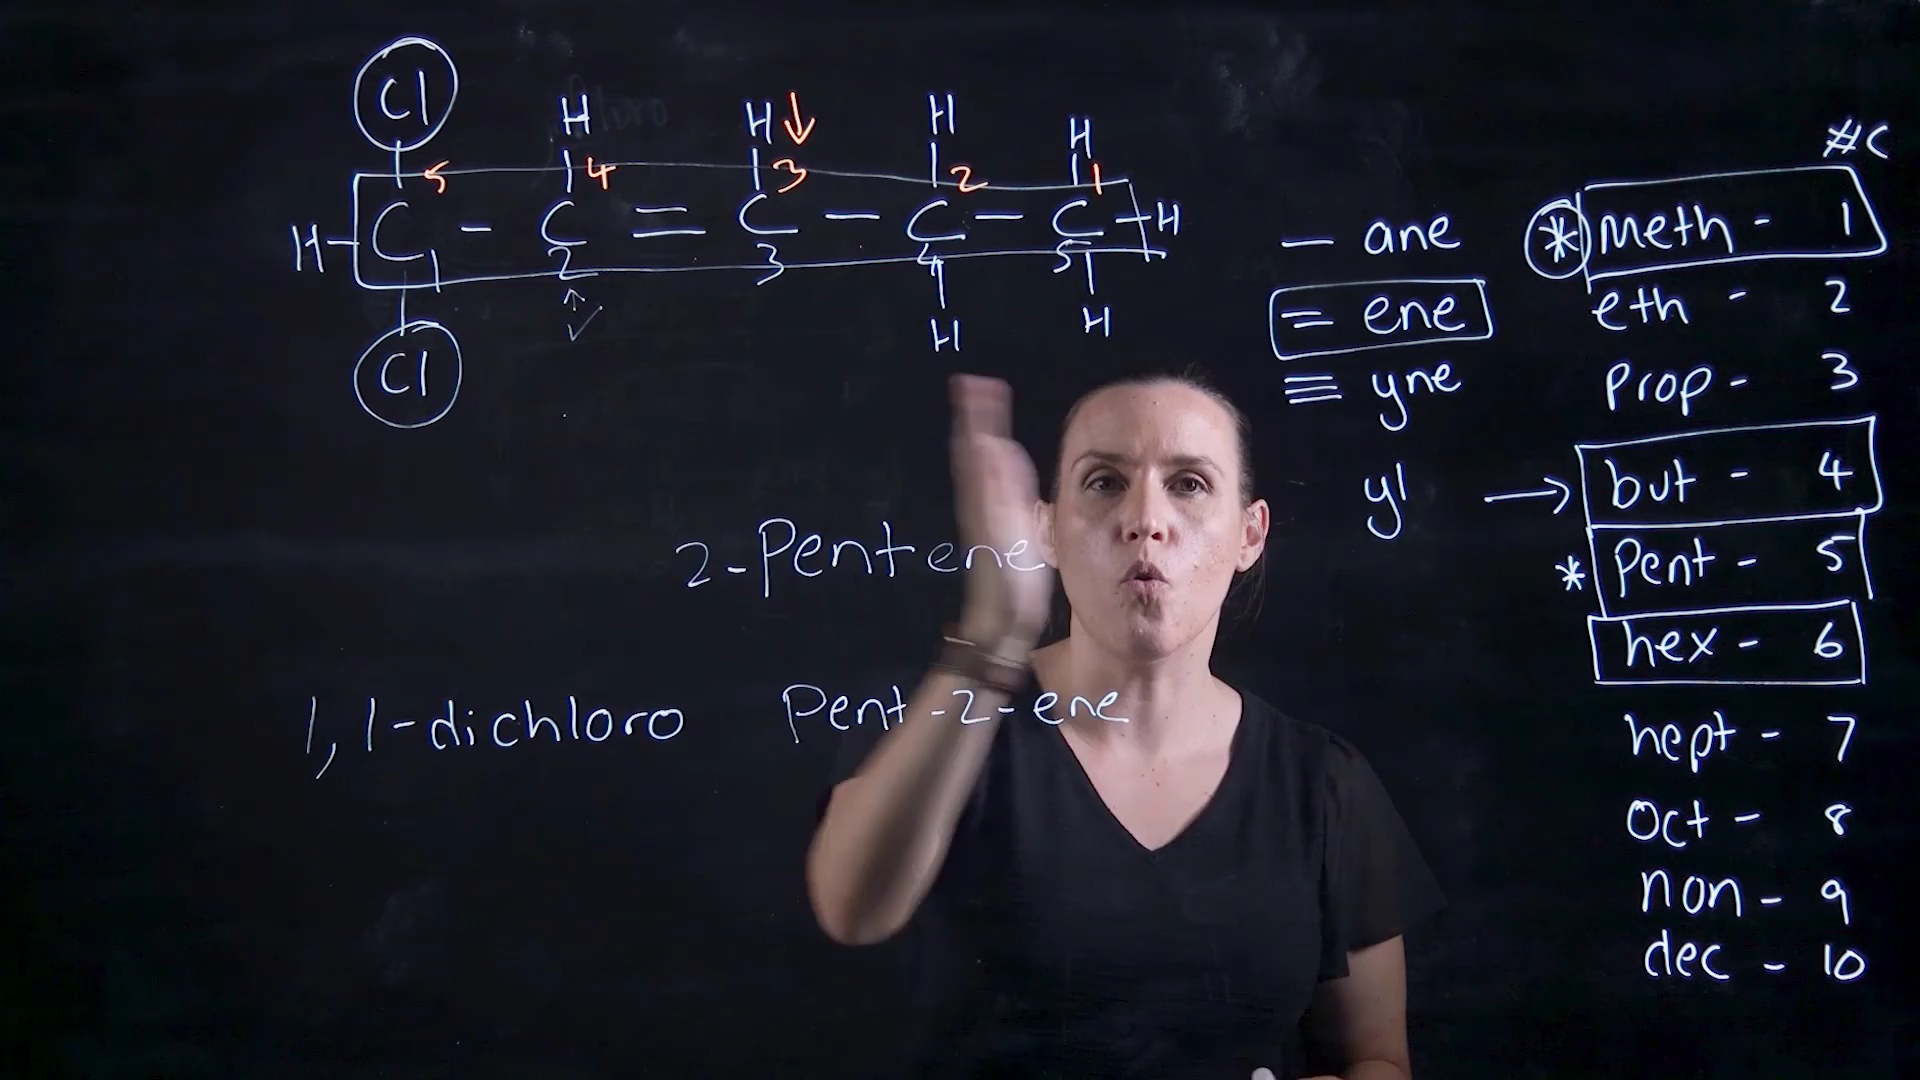 Cl
H H H H
5 4 3 2 1
H - C - C = C - C - C - H
1 2 3 4 5
H H
Cl
2-Pentene
1,1-dichloro Pent-2-ene
— ane
= ene
≡ yne
yl
#C
* meth - 1
eth - 2
prop - 3
→ but - 4
* Pent - 5
hex - 6
hept - 7
Oct - 8
non - 9
dec - 10